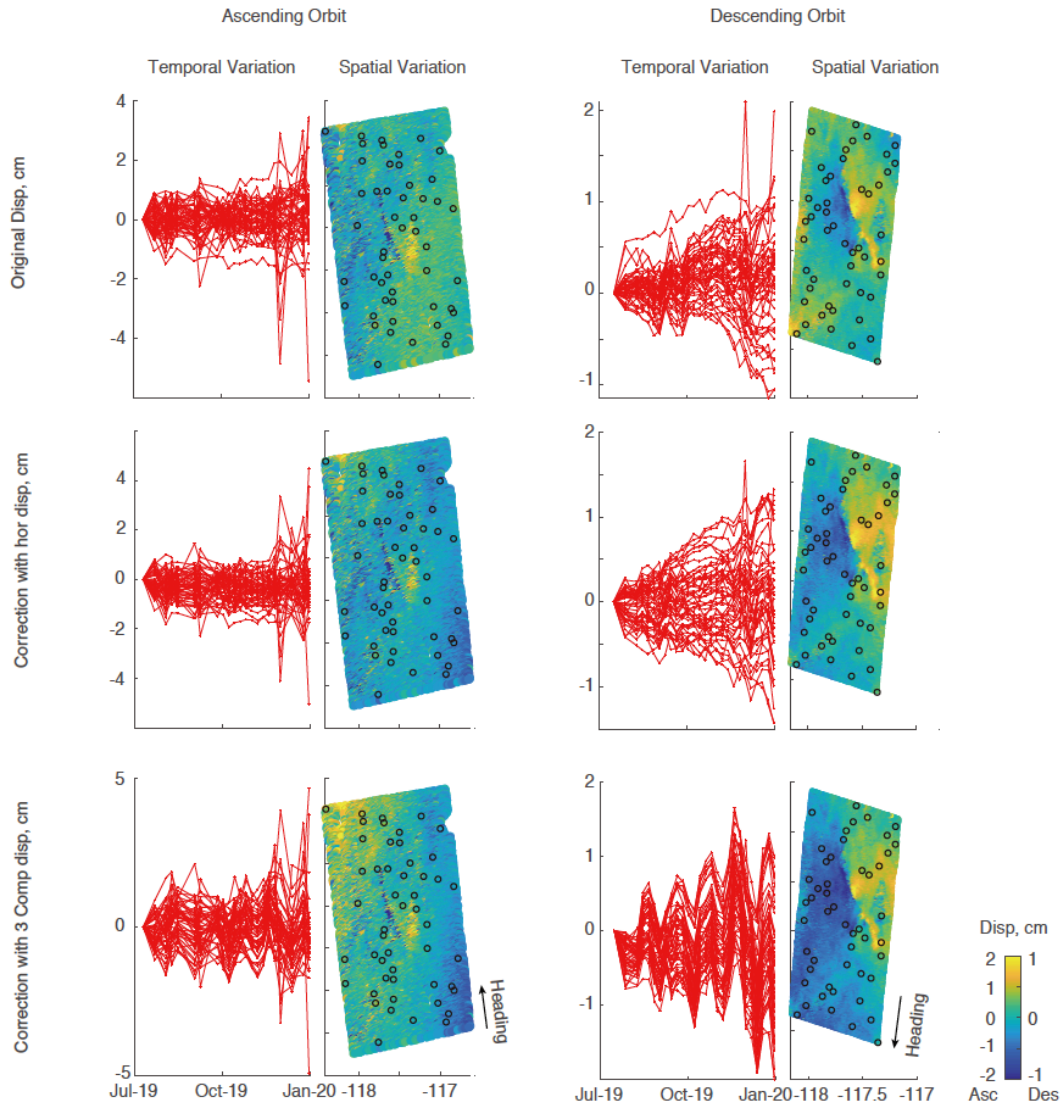 Ascending Orbit
Descending Orbit
Temporal Variation
Spatial Variation
Temporal Variation
Spatial Variation
Original Disp, cm
4
2
0
-2
-4
2
1
0
-1
Correction with hor disp, cm
4
2
0
-2
-4
2
1
0
-1
Correction with 3 Comp disp, cm
5
0
-5
2
1
0
-1
Heading
Heading
Disp, cm
2 1
1
0 0
-1
-2 -1
Asc Des
Jul-19 Oct-19 Jan-20 -118 -117
Jul-19 Oct-19 Jan-20 -118 -117.5 -117